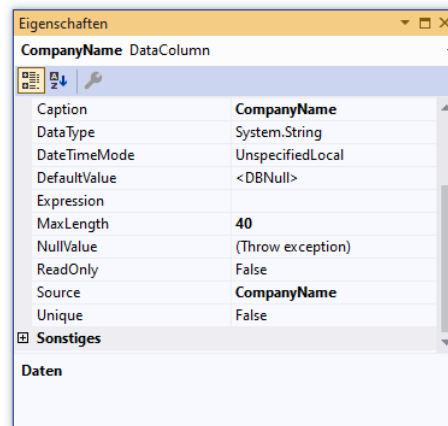 Eigenschaften
CompanyName DataColumn
Caption CompanyName
DataType System.String
DateTimeMode UnspecifiedLocal
DefaultValue <DBNull>
Expression
MaxLength 40
NullValue (Throw exception)
ReadOnly False
Source CompanyName
Unique False
Sonstiges
Daten